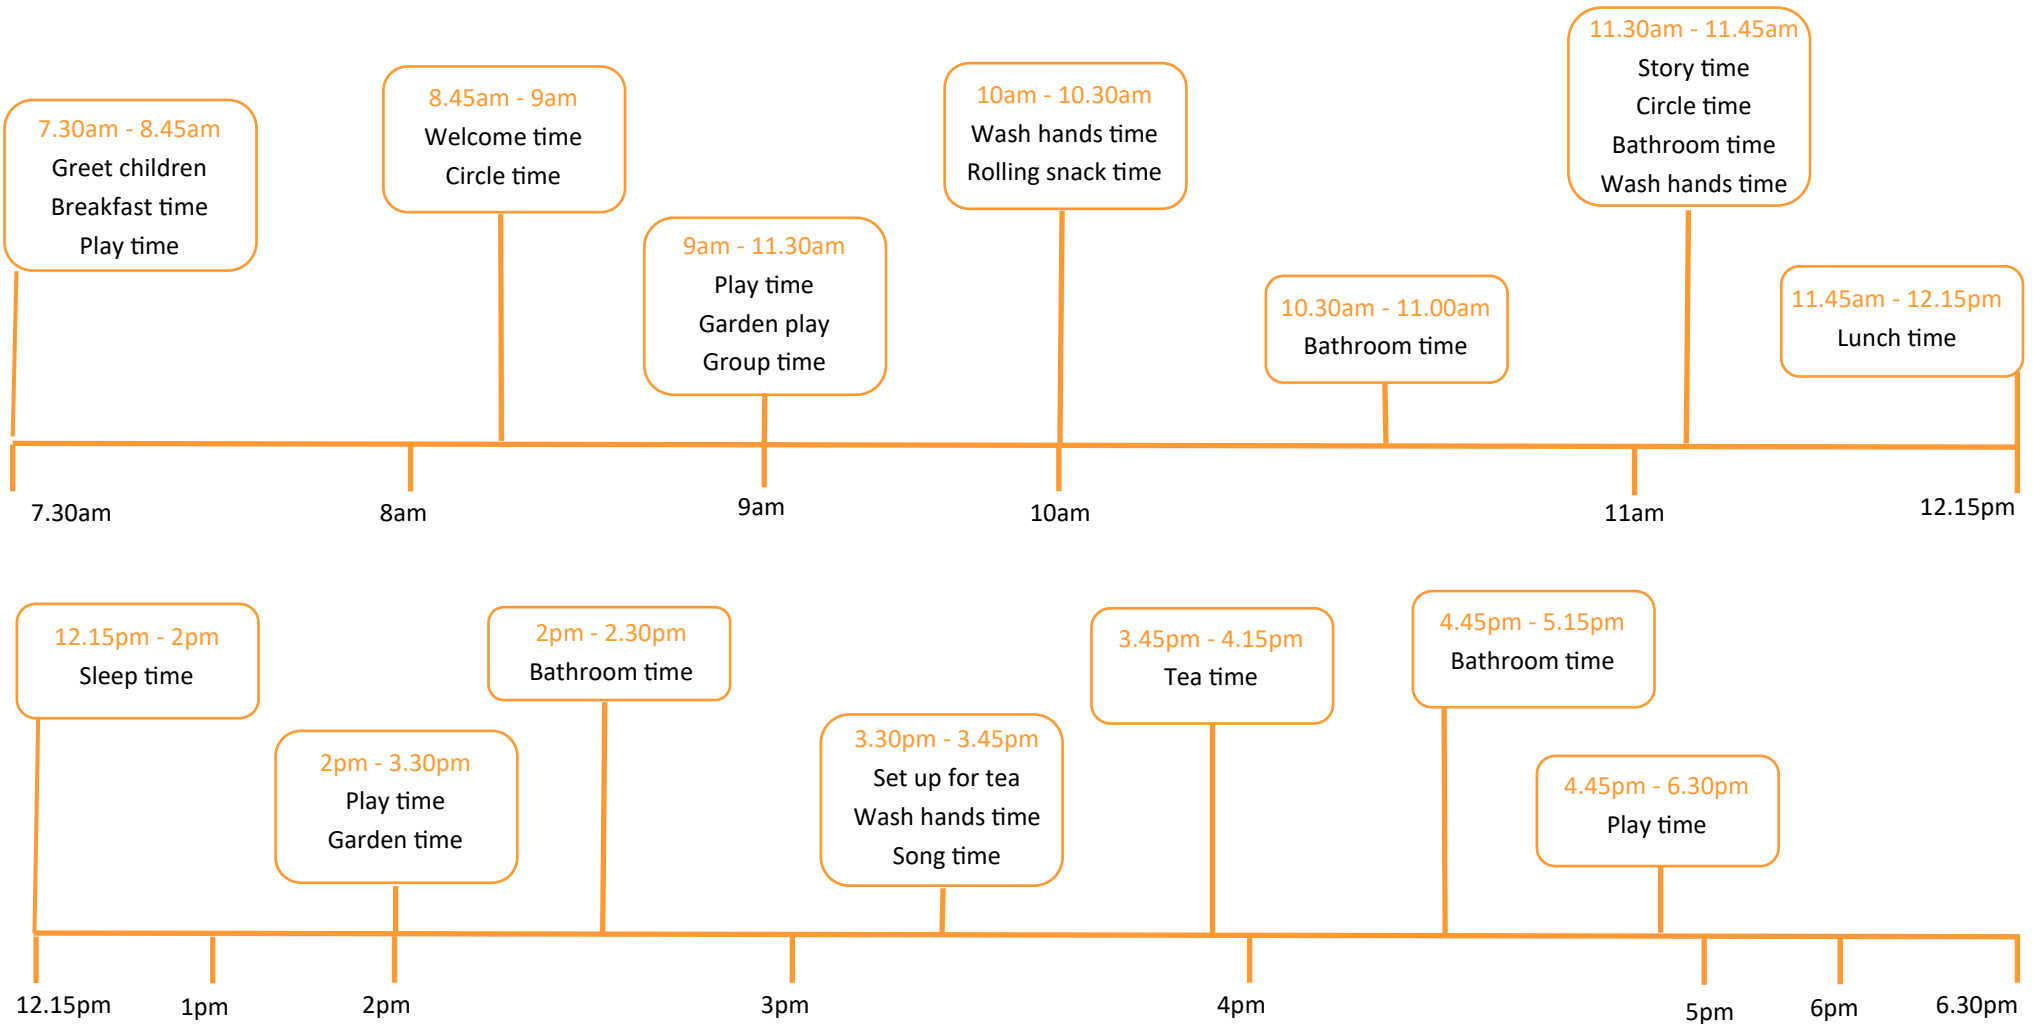 7.30am - 8.45am
Greet children
Breakfast time
Play time
8.45am - 9am
Welcome time
Circle time
9am - 11.30am
Play time
Garden play
Group time
10am - 10.30am
Wash hands time
Rolling snack time
10.30am - 11.00am
Bathroom time
11.30am - 11.45am
Story time
Circle time
Bathroom time
Wash hands time
11.45am - 12.15pm
Lunch time
7.30am
8am
9am
10am
11am
12.15pm
12.15pm - 2pm
Sleep time
2pm - 3.30pm
Play time
Garden time
2pm - 2.30pm
Bathroom time
3.30pm - 3.45pm
Set up for tea
Wash hands time
Song time
3.45pm - 4.15pm
Tea time
4.45pm - 5.15pm
Bathroom time
4.45pm - 6.30pm
Play time
12.15pm
1pm
2pm
3pm
4pm
5pm
6pm
6.30pm